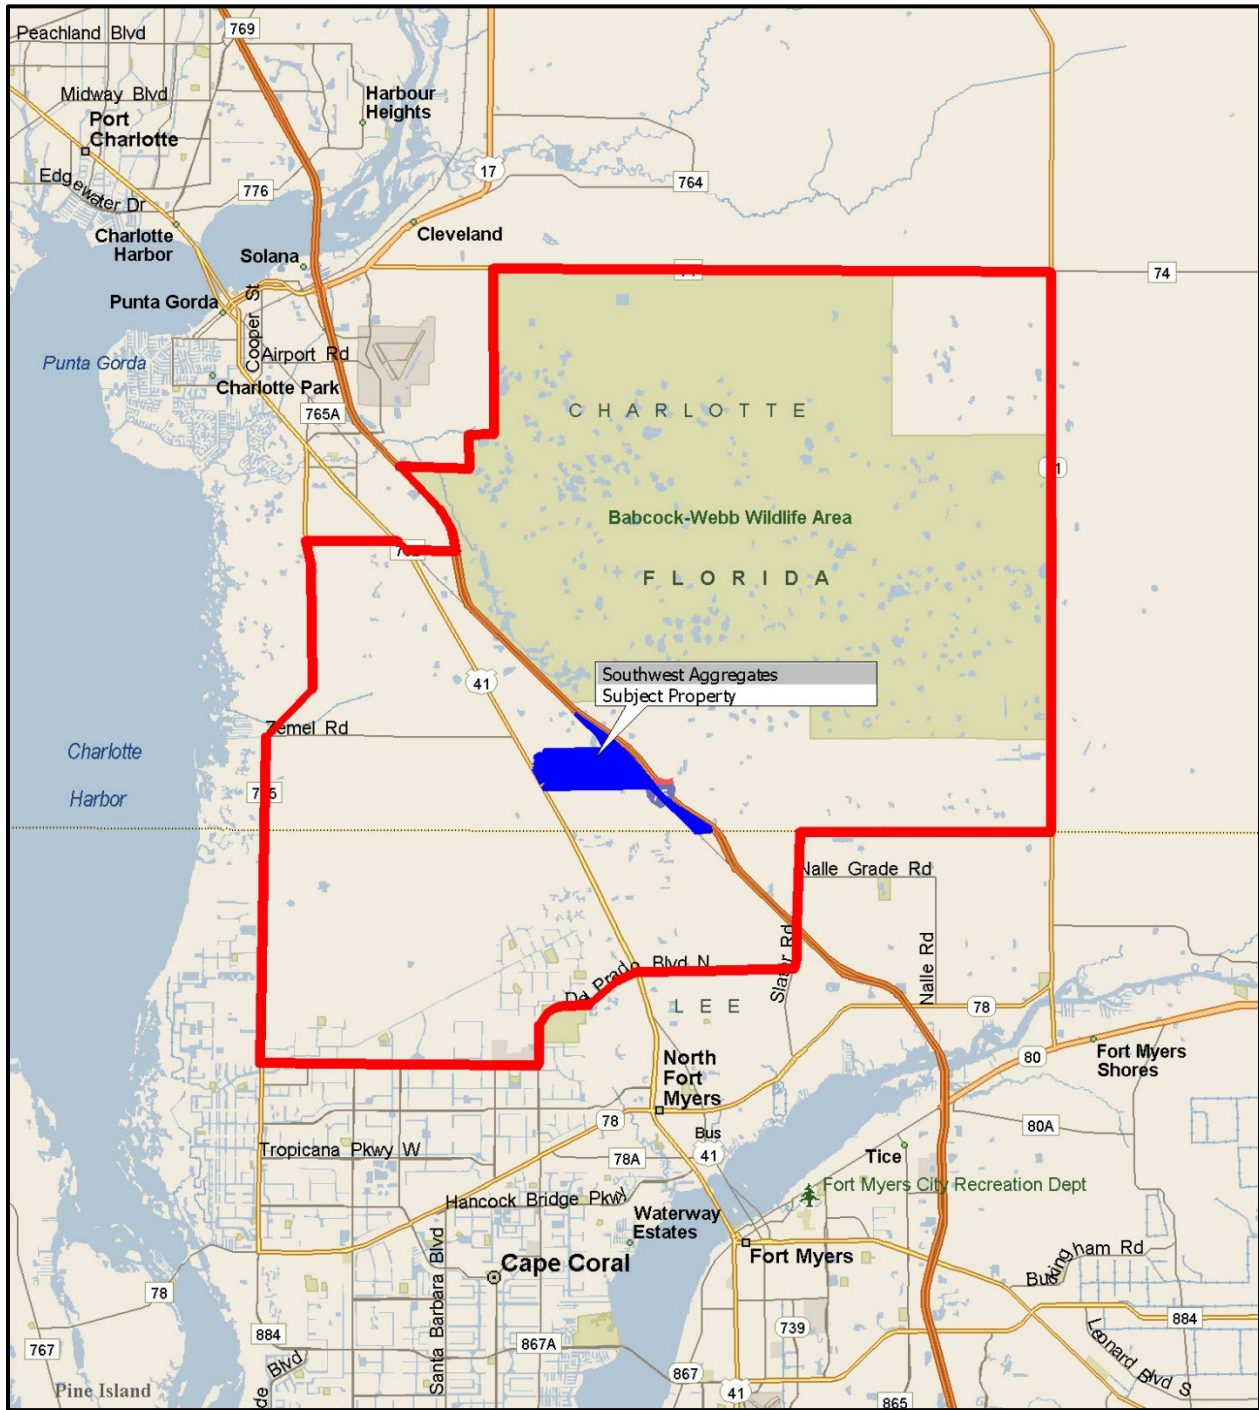 Peachland Blvd
769
Midway Blvd
Harbour
Heights
Port
Charlotte
17
764
776
Edgewater Dr
Charlotte
Harbor
Cleveland
Solana
74
Punta Gorda
Cooper St
Airport Rd
Punta Gorda
Charlotte Park
765A
CHARLOTTE
Babcock-Webb Wildlife Area
FLORIDA
41
Southwest Aggregates
Subject Property
Zemel Rd
Charlotte
Harbor
Nalle Grade Rd
Slater Rd
Nalle Rd
Del Prado Blvd N
LEE
78
80
Fort Myers
Shores
North
Fort
Myers
78
Bus
41
80A
Tropicana Pkwy W
78A
Tice
Fort Myers City Recreation Dept
Hancock Bridge Pkwy
Waterway
Estates
Santa Barbara Blvd
Cape Coral
Fort Myers
Buckingham Rd
78
884
867A
739
884
767
867
Leonard Blvd S
Pine Island
de Blvd
41
865